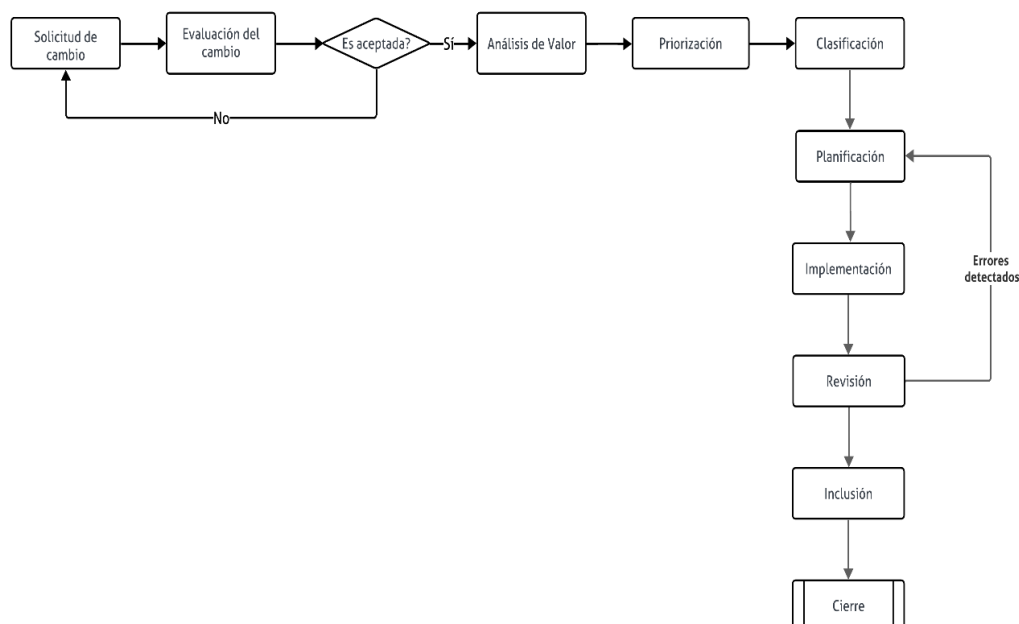 Solicitud de
cambio
Evaluación del
cambio
Es aceptada?
Sí
Análisis de Valor
Priorización
Clasificación
No
Planificación
Implementación
Errores
detectados
Revisión
Inclusión
Cierre